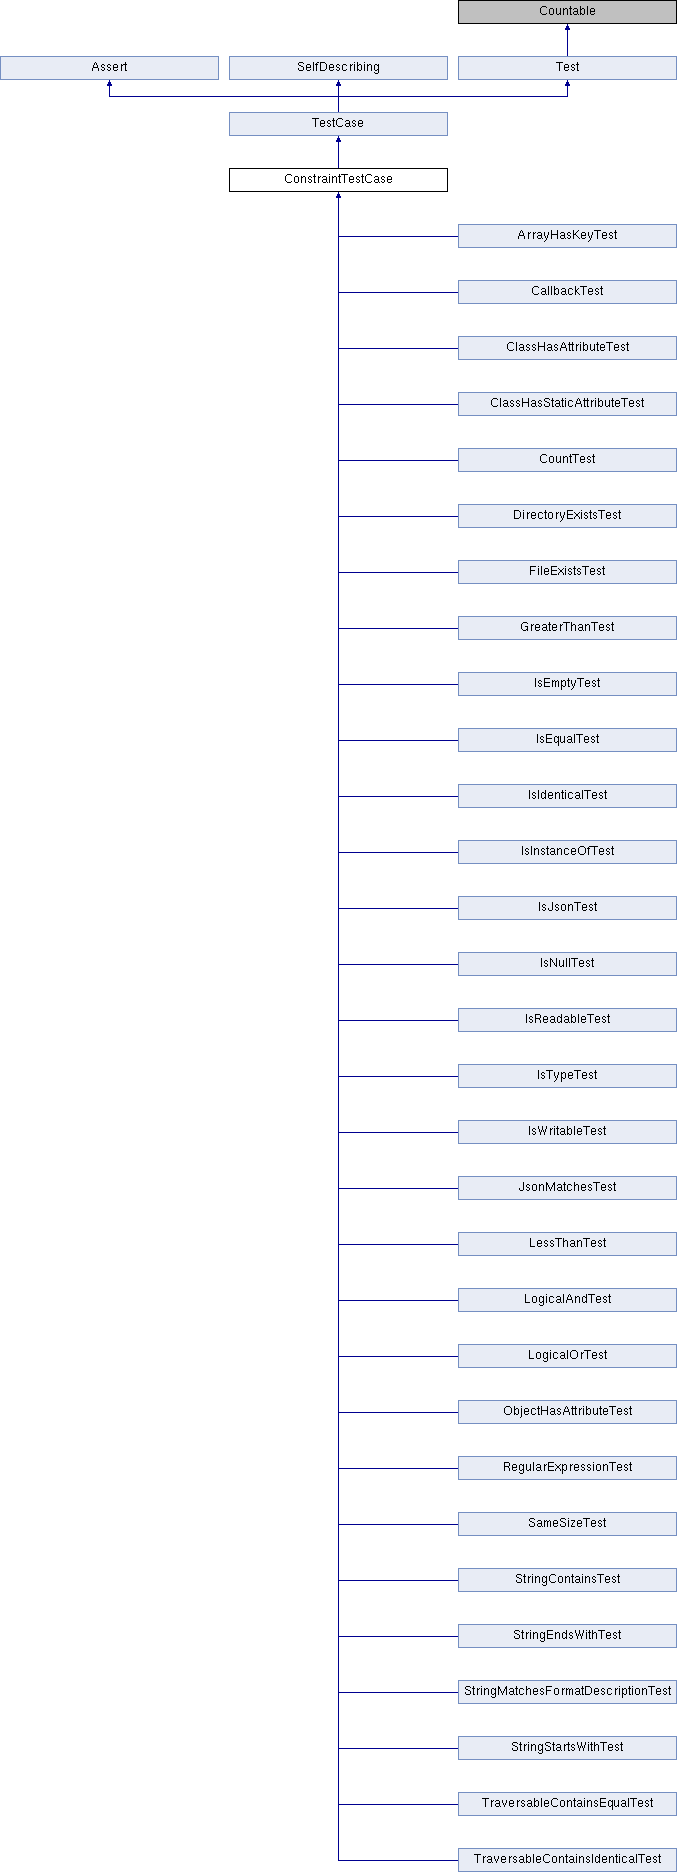 Countable
Assert
SelfDescribing
Test
TestCase
ConstraintTestCase
ArrayHasKeyTest
CallbackTest
ClassHasAttributeTest
ClassHasStaticAttributeTest
CountTest
DirectoryExistsTest
FileExistsTest
GreaterThanTest
IsEmptyTest
IsEqualTest
IsIdenticalTest
IsInstanceOfTest
IsJsonTest
IsNullTest
IsReadableTest
IsTypeTest
IsWritableTest
JsonMatchesTest
LessThanTest
LogicalAndTest
LogicalOrTest
ObjectHasAttributeTest
RegularExpressionTest
SameSizeTest
StringContainsTest
StringEndsWithTest
StringMatchesFormatDescriptionTest
StringStartsWithTest
TraversableContainsEqualTest
TraversableContainsIdenticalTest